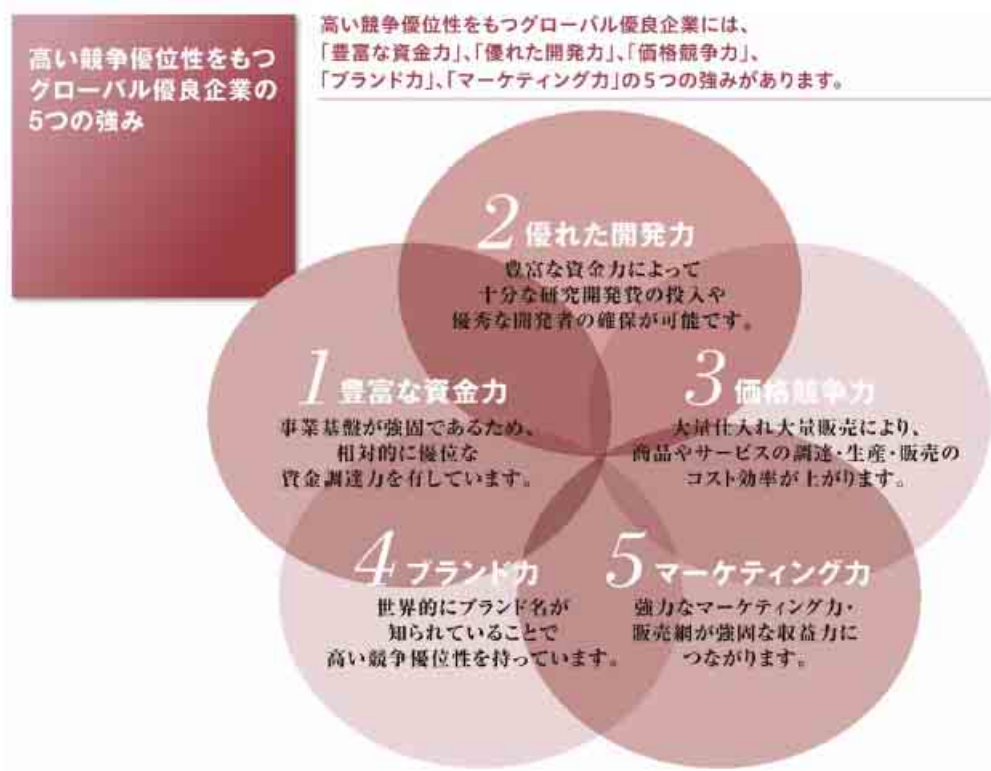 高い競争優位性をもつ
グローバル優良企業の
5つの強み
高い競争優位性をもつグローバル優良企業には、
「豊富な資金力」、「優れた開発力」、「価格競争力」、
「ブランド力」、「マーケティング力」の5つの強みがあります。
1 豊富な資金力
事業基盤が強固であるため、
相対的に優位な
資金調達力を有しています。
2 優れた開発力
豊富な資金力によって
十分な研究開発費の投入や
優秀な開発者の確保が可能です。
3 価格競争力
大量仕入れ大量販売により、
商品やサービスの調達・生産・販売の
コスト効率が上がります。
4 ブランド力
世界的にブランド名が
知られていることで
高い競争優位性を持っています。
5 マーケティング力
強力なマーケティング力・
販売網が強固な収益力に
つながります。